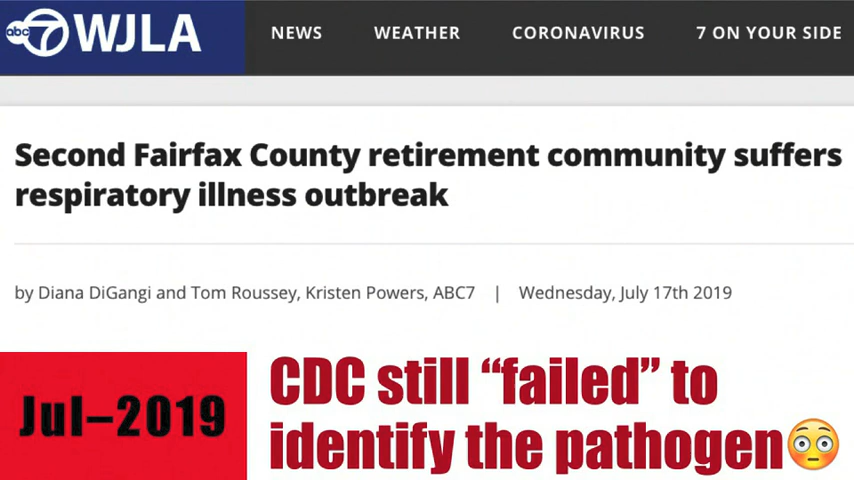 abc 7 WJLA NEWS WEATHER CORONAVIRUS 7 ON YOUR SIDE
Second Fairfax County retirement community suffers
respiratory illness outbreak
by Diana DiGangi and Tom Roussey, Kristen Powers, ABC7 | Wednesday, July 17th 2019
Jul–2019
CDC still “failed” to
identify the pathogen😳